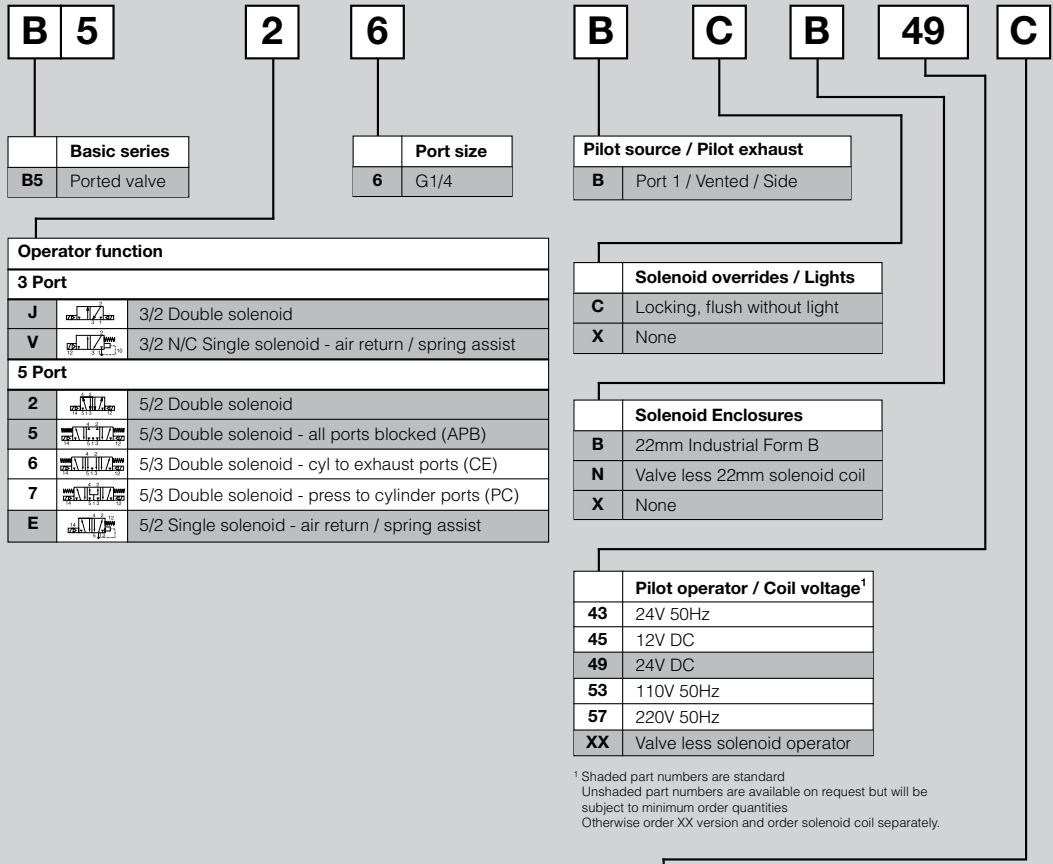 B 5 2 6 B C B 49 C
Basic series
B5 Ported valve
Port size
6 G1/4
Pilot source / Pilot exhaust
B Port 1 / Vented / Side
Operator function
3 Port
J 3/2 Double solenoid
V 3/2 N/C Single solenoid - air return / spring assist
5 Port
2 5/2 Double solenoid
5 5/3 Double solenoid - all ports blocked (APB)
6 5/3 Double solenoid - cyl to exhaust ports (CE)
7 5/3 Double solenoid - press to cylinder ports (PC)
E 5/2 Single solenoid - air return / spring assist
Solenoid overrides / Lights
C Locking, flush without light
X None
Solenoid Enclosures
B 22mm Industrial Form B
N Valve less 22mm solenoid coil
X None
Pilot operator / Coil voltage¹
43 24V 50Hz
45 12V DC
49 24V DC
53 110V 50Hz
57 220V 50Hz
XX Valve less solenoid operator
¹ Shaded part numbers are standard
Unshaded part numbers are available on request but will be
subject to minimum order quantities
Otherwise order XX version and order solenoid coil separately.